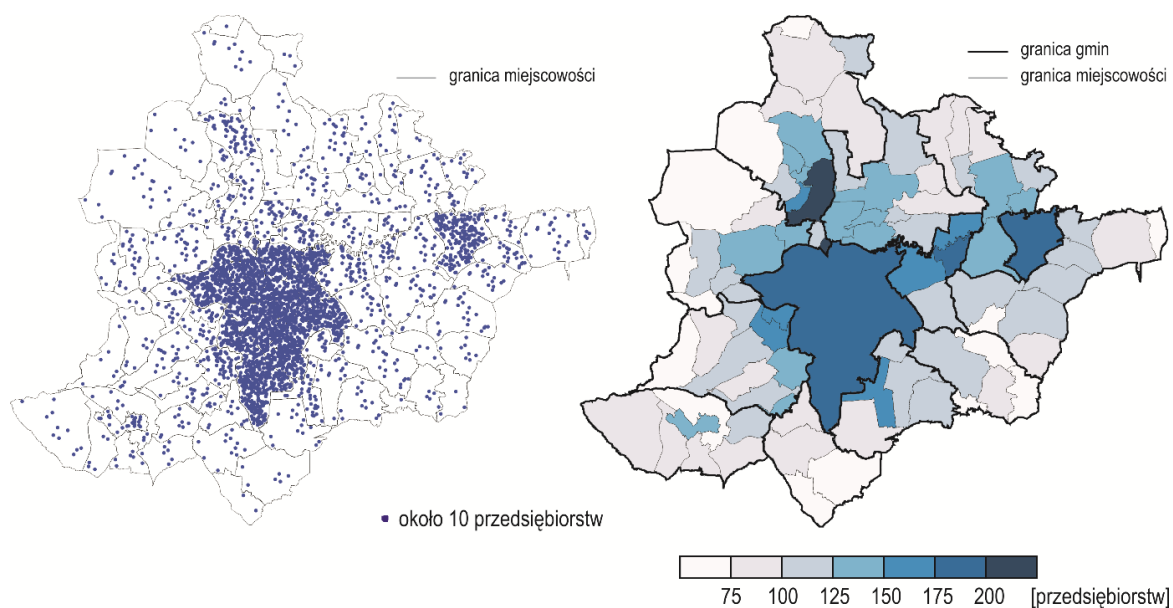 granica miejscowości
granica gmin
granica miejscowości
około 10 przedsiębiorstw
75 100 125 150 175 200 [przedsiębiorstw]